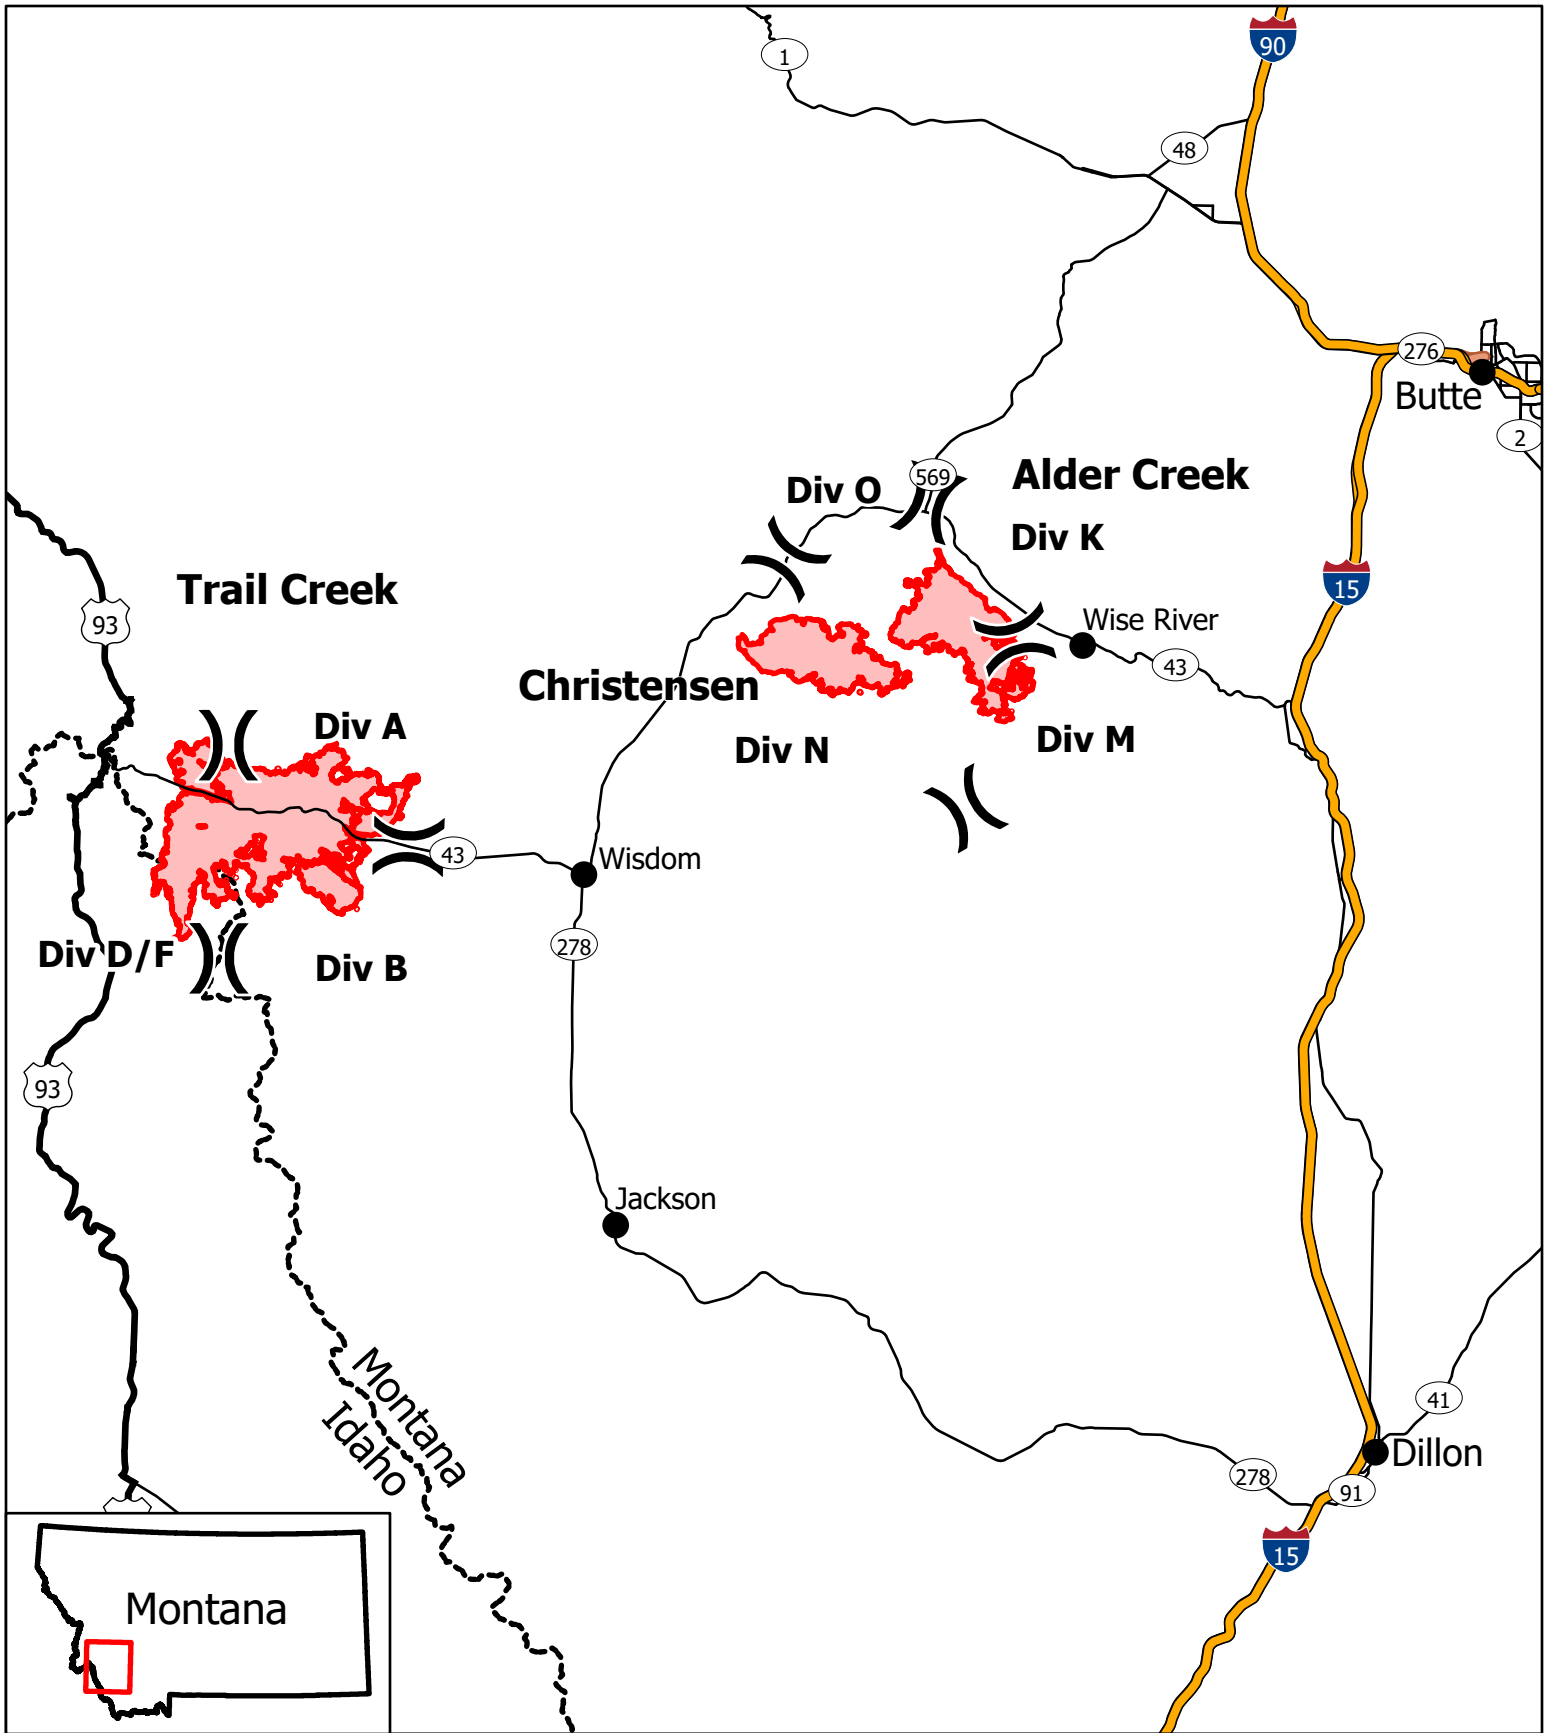 90
1
48
276
Butte
2
569
Alder Creek
Div O
Div K
15
Trail Creek
93
Wise River
43
Christensen
Div A
Div N
Div M
43
Wisdom
278
Div D/F
Div B
93
Jackson
Montana
Idaho
41
Dillon
278
91
15
Montana